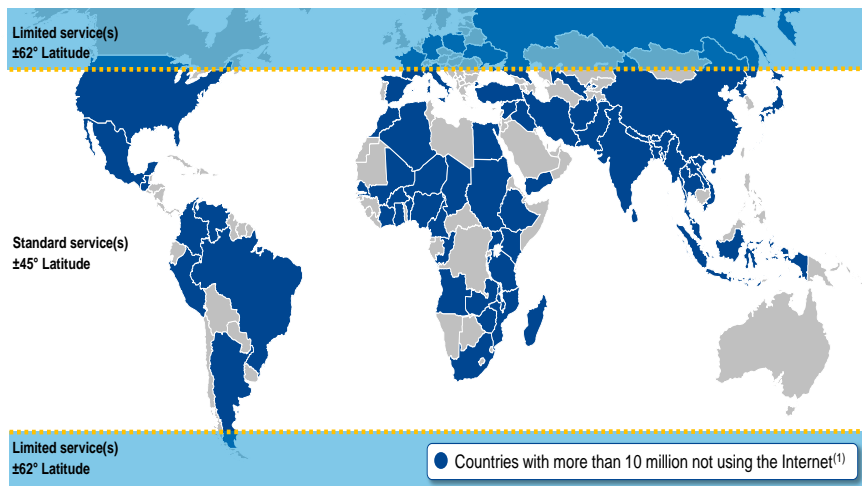 Limited service(s)
±62° Latitude
Standard service(s)
±45° Latitude
Limited service(s)
±62° Latitude
Countries with more than 10 million not using the Internet(1)